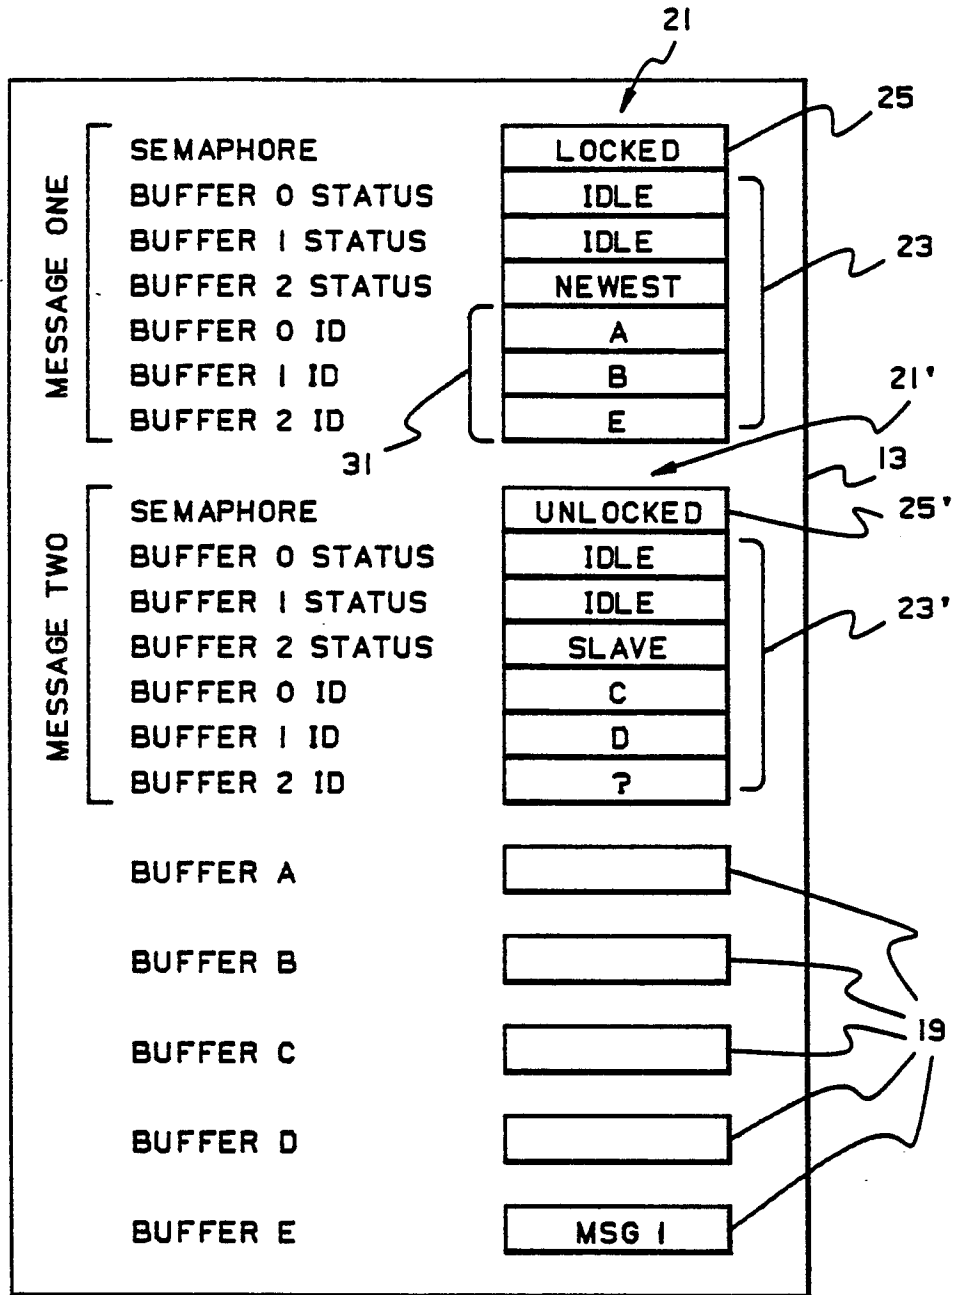 21
25
MESSAGE ONE
SEMAPHORE LOCKED
BUFFER 0 STATUS IDLE
BUFFER 1 STATUS IDLE
23
BUFFER 2 STATUS NEWEST
BUFFER 0 ID A
BUFFER 1 ID B
21'
BUFFER 2 ID E
31
13
MESSAGE TWO
SEMAPHORE UNLOCKED
25'
BUFFER 0 STATUS IDLE
BUFFER 1 STATUS IDLE
23'
BUFFER 2 STATUS SLAVE
BUFFER 0 ID C
BUFFER 1 ID D
BUFFER 2 ID ?
BUFFER A
BUFFER B
19
BUFFER C
BUFFER D
BUFFER E MSG 1